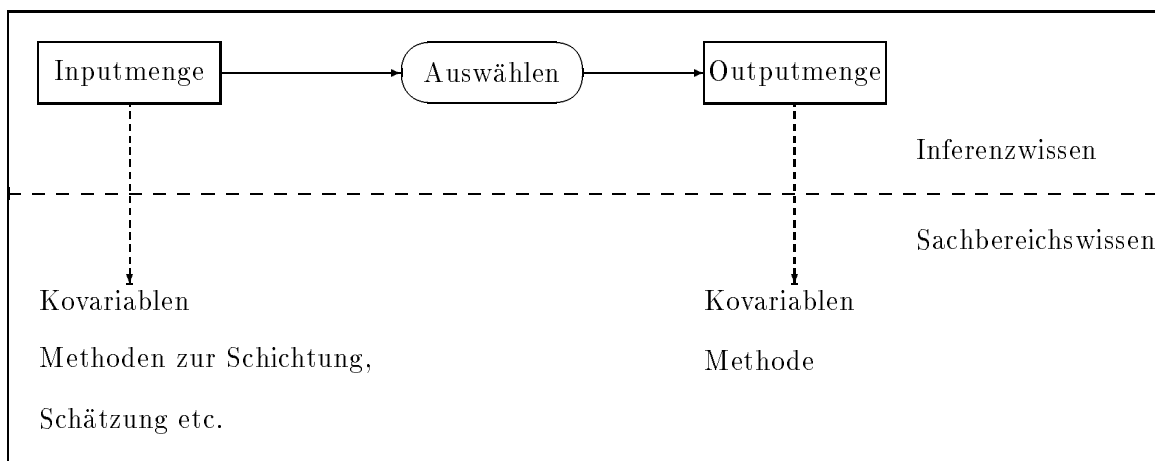 Inputmenge
Auswählen
Outputmenge
Inferenzwissen
Sachbereichswissen
Kovariablen
Methoden zur Schichtung,
Schätzung etc.
Kovariablen
Methode